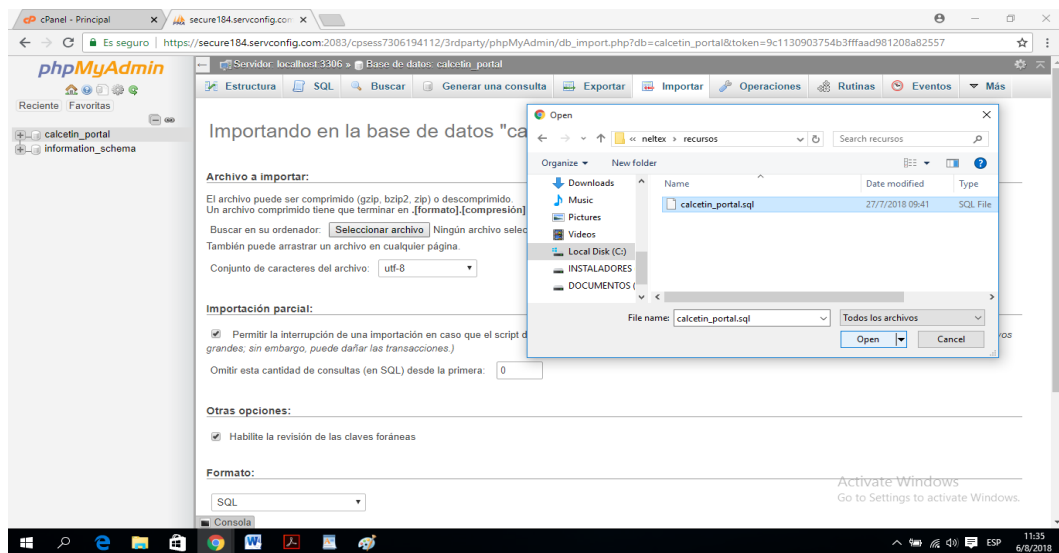 cPanel - Principal
secure184.servconfig.com
Es seguro | https://secure184.servconfig.com:2083/cpsess7306194112/3rdparty/phpMyAdmin/db_import.php?db=calcetin_portal&token=9c1130903754b3fffaad981208a82557
phpMyAdmin
Reciente Favoritas
calcetin_portal
information_schema
Servidor: localhost:3306 » Base de datos: calcetin_portal
Estructura SQL Buscar Generar una consulta Exportar Importar Operaciones Rutinas Eventos Más
Importando en la base de datos "ca
Archivo a importar:
El archivo puede ser comprimido (gzip, bzip2, zip) o descomprimido.
Un archivo comprimido tiene que terminar en .[formato].[compresión]
Buscar en su ordenador: Seleccionar archivo Ningún archivo selec
También puede arrastrar un archivo en cualquier página.
Conjunto de caracteres del archivo: utf-8
Importación parcial:
Permitir la interrupción de una importación en caso que el script d
vos
grandes; sin embargo, puede dañar las transacciones.)
Omitir esta cantidad de consultas (en SQL) desde la primera: 0
Otras opciones:
Habilite la revisión de las claves foráneas
Formato:
SQL
Consola
Open
« neltex › recursos
Search recursos
Organize New folder
Downloads
Music
Pictures
Videos
Local Disk (C:)
INSTALADORES
DOCUMENTOS (
Name Date modified Type
calcetin_portal.sql 27/7/2018 09:41 SQL File
File name: calcetin_portal.sql
Todos los archivos
Open Cancel
Activate Windows
Go to Settings to activate Windows.
ESP
11:35
6/8/2018